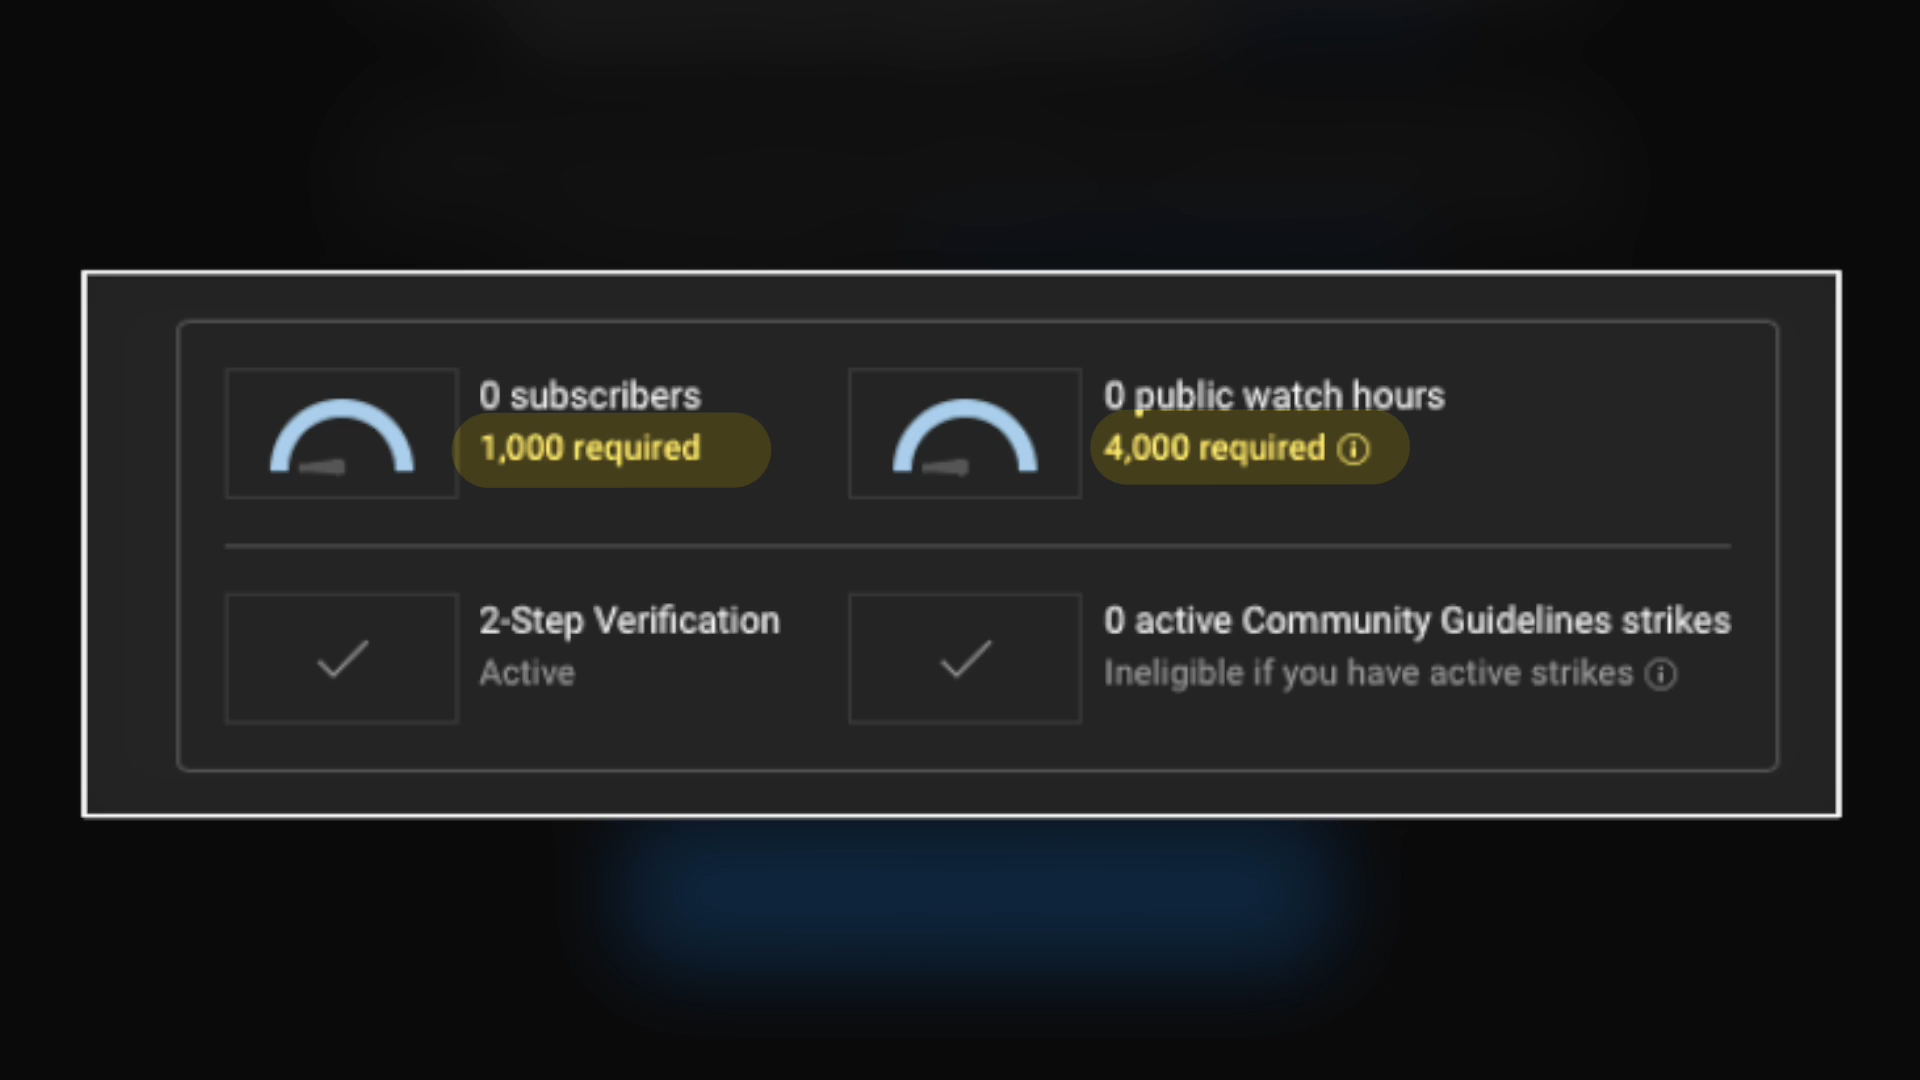 0 subscribers
1,000 required
0 public watch hours
4,000 required
2-Step Verification
Active
0 active Community Guidelines strikes
Ineligible if you have active strikes